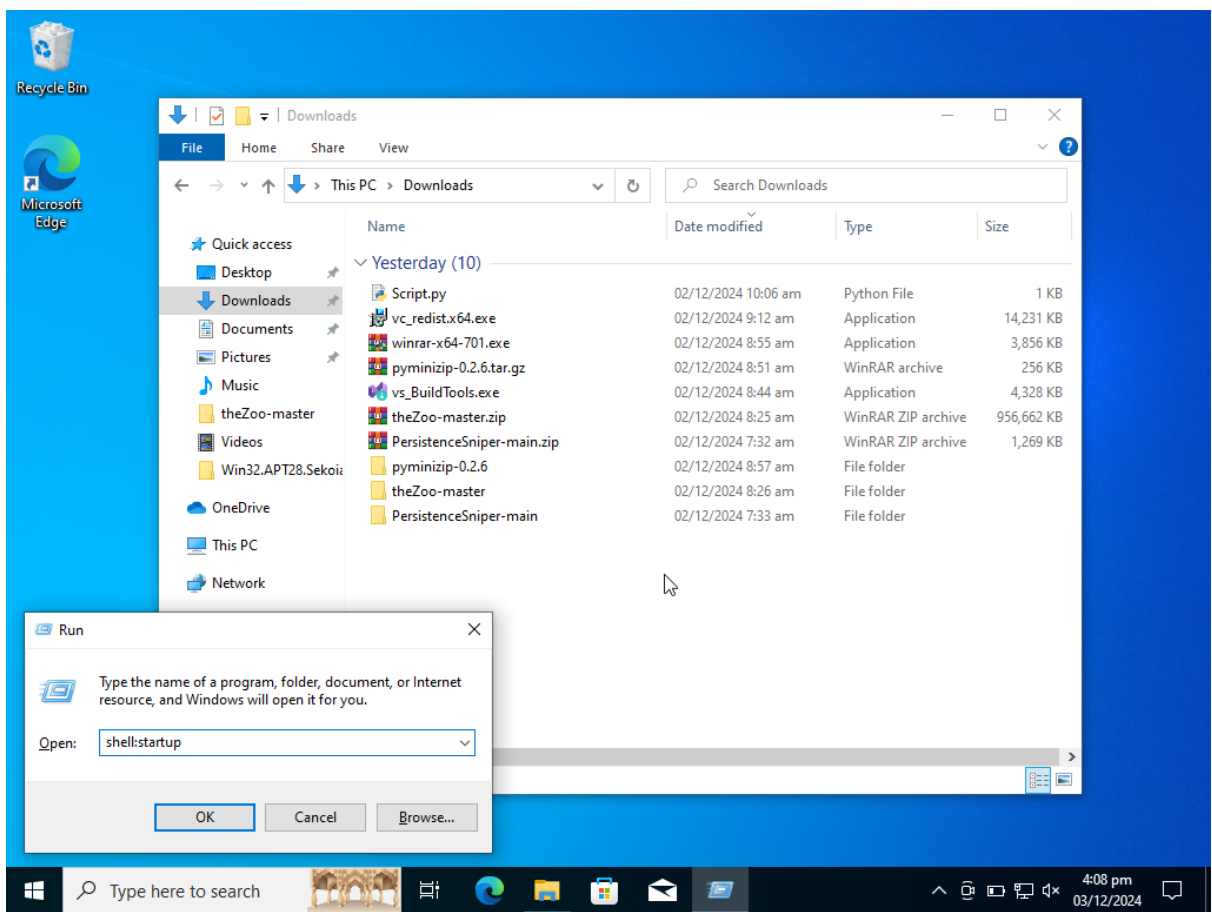 Recycle Bin
Microsoft
Edge
Downloads
File Home Share View
This PC Downloads
Search Downloads
Name Date modified Type Size
Quick access
Desktop
Downloads
Documents
Pictures
Music
theZoo-master
Videos
Win32.APT28.Sekoia
OneDrive
This PC
Network
Yesterday (10)
Script.py 02/12/2024 10:06 am Python File 1 KB
vc_redist.x64.exe 02/12/2024 9:12 am Application 14,231 KB
winrar-x64-701.exe 02/12/2024 8:55 am Application 3,856 KB
pyminizip-0.2.6.tar.gz 02/12/2024 8:51 am WinRAR archive 256 KB
vs_BuildTools.exe 02/12/2024 8:44 am Application 4,328 KB
theZoo-master.zip 02/12/2024 8:25 am WinRAR ZIP archive 956,662 KB
PersistenceSniper-main.zip 02/12/2024 7:32 am WinRAR ZIP archive 1,269 KB
pyminizip-0.2.6 02/12/2024 8:57 am File folder
theZoo-master 02/12/2024 8:26 am File folder
PersistenceSniper-main 02/12/2024 7:33 am File folder
Run
Type the name of a program, folder, document, or Internet
resource, and Windows will open it for you.
Open: shell:startup
OK Cancel Browse...
Type here to search
4:08 pm
03/12/2024